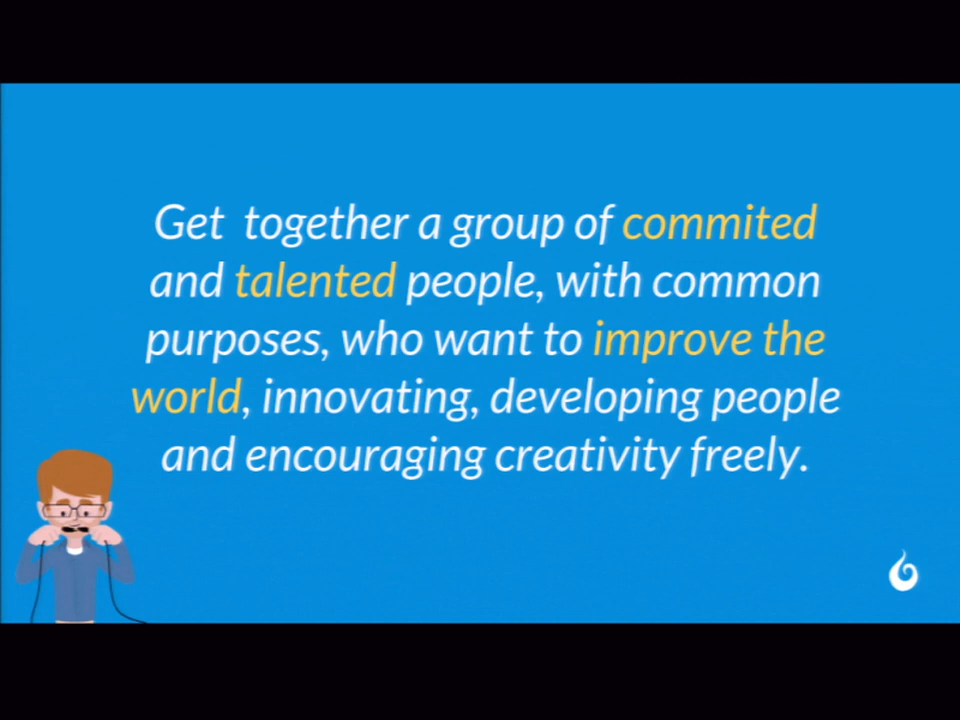 Get  together a group of commited
and talented people, with common
purposes, who want to improve the
world, innovating, developing people
and encouraging creativity freely.